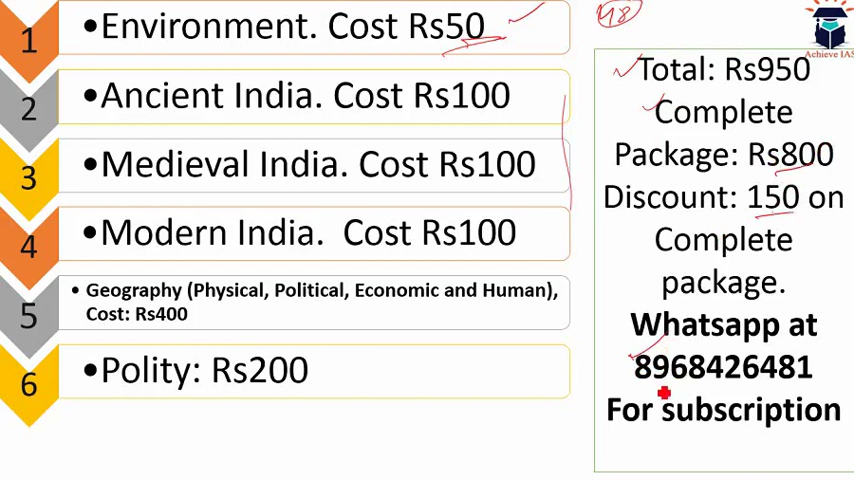 1
•Environment. Cost Rs50
2
•Ancient India. Cost Rs100
3
•Medieval India. Cost Rs100
4
•Modern India.  Cost Rs100
5
• Geography (Physical, Political, Economic and Human),
Cost: Rs400
6
•Polity: Rs200
48
Achieve IAS
Total: Rs950
Complete
Package: Rs800
Discount: 150 on
Complete
package.
Whatsapp at
8968426481
For subscription